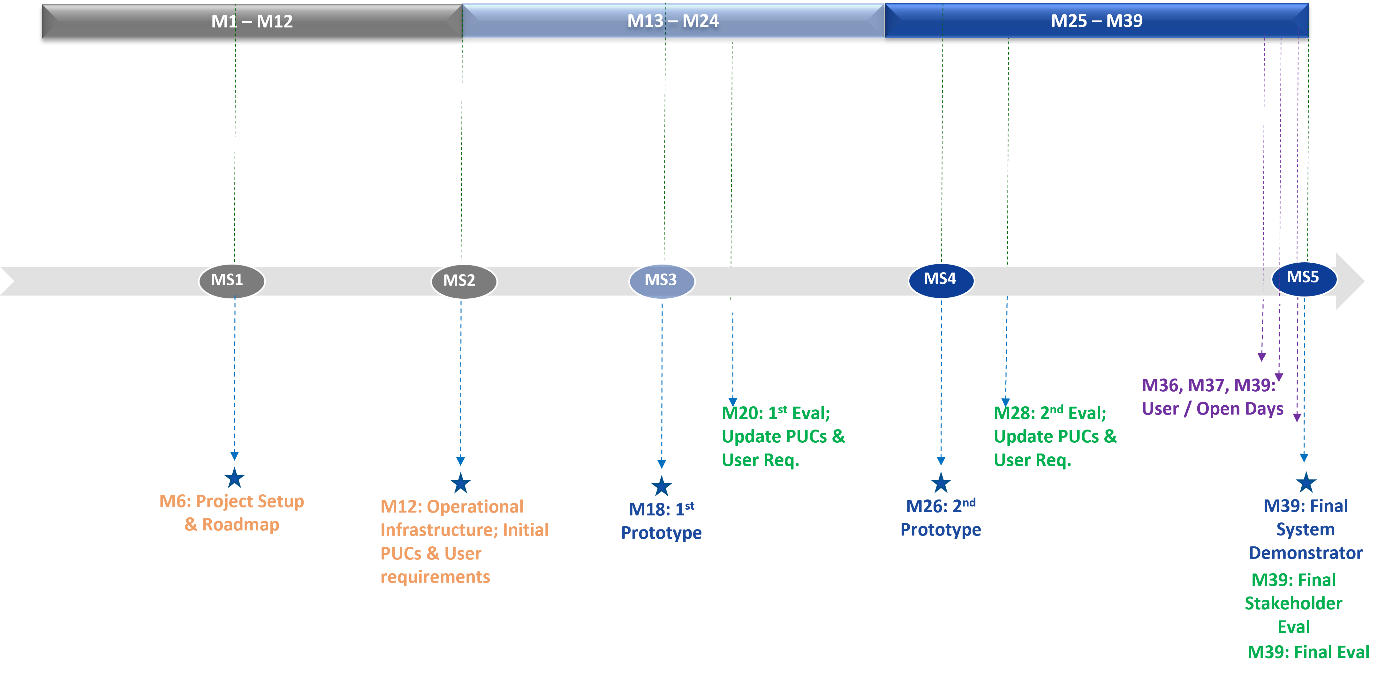 M1 – M12
M13 – M24
M25 – M39
MS1
MS2
MS3
MS4
MS5
M6: Project Setup
& Roadmap
M12: Operational
Infrastructure; Initial
PUCs & User
requirements
M18: 1st
Prototype
M20: 1st Eval;
Update PUCs &
User Req.
M26: 2nd
Prototype
M28: 2nd Eval;
Update PUCs &
User Req.
M36, M37, M39:
User / Open Days
M39: Final
System
Demonstrator
M39: Final
Stakeholder
Eval
M39: Final Eval